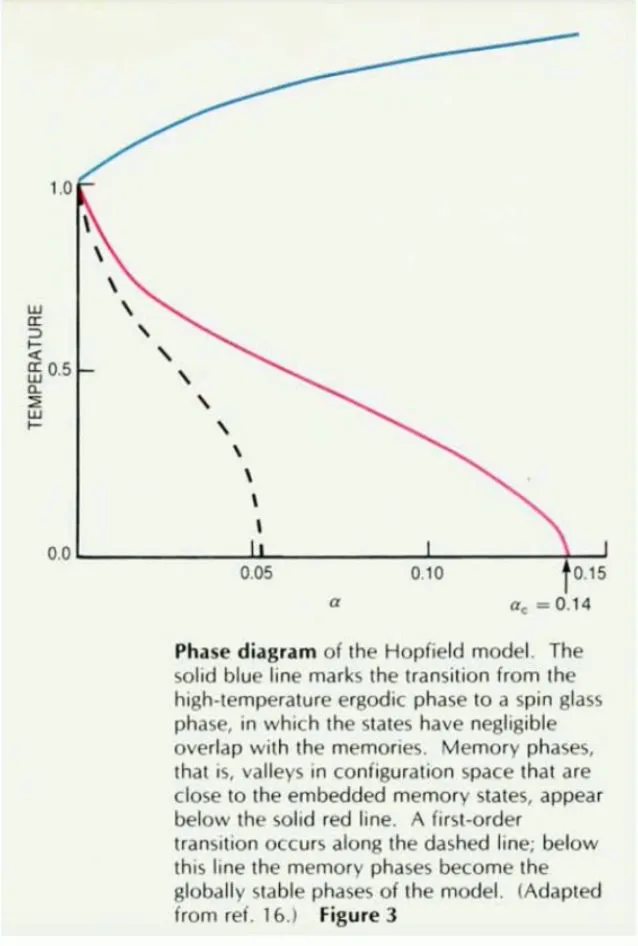 1.0
TEMPERATURE
0.5
0.0
0.05
0.10
0.15
α
αc = 0.14
Phase diagram of the Hopfield model. The
solid blue line marks the transition from the
high-temperature ergodic phase to a spin glass
phase, in which the states have negligible
overlap with the memories. Memory phases,
that is, valleys in configuration space that are
close to the embedded memory states, appear
below the solid red line. A first-order
transition occurs along the dashed line; below
this line the memory phases become the
globally stable phases of the model. (Adapted
from ref. 16.) Figure 3